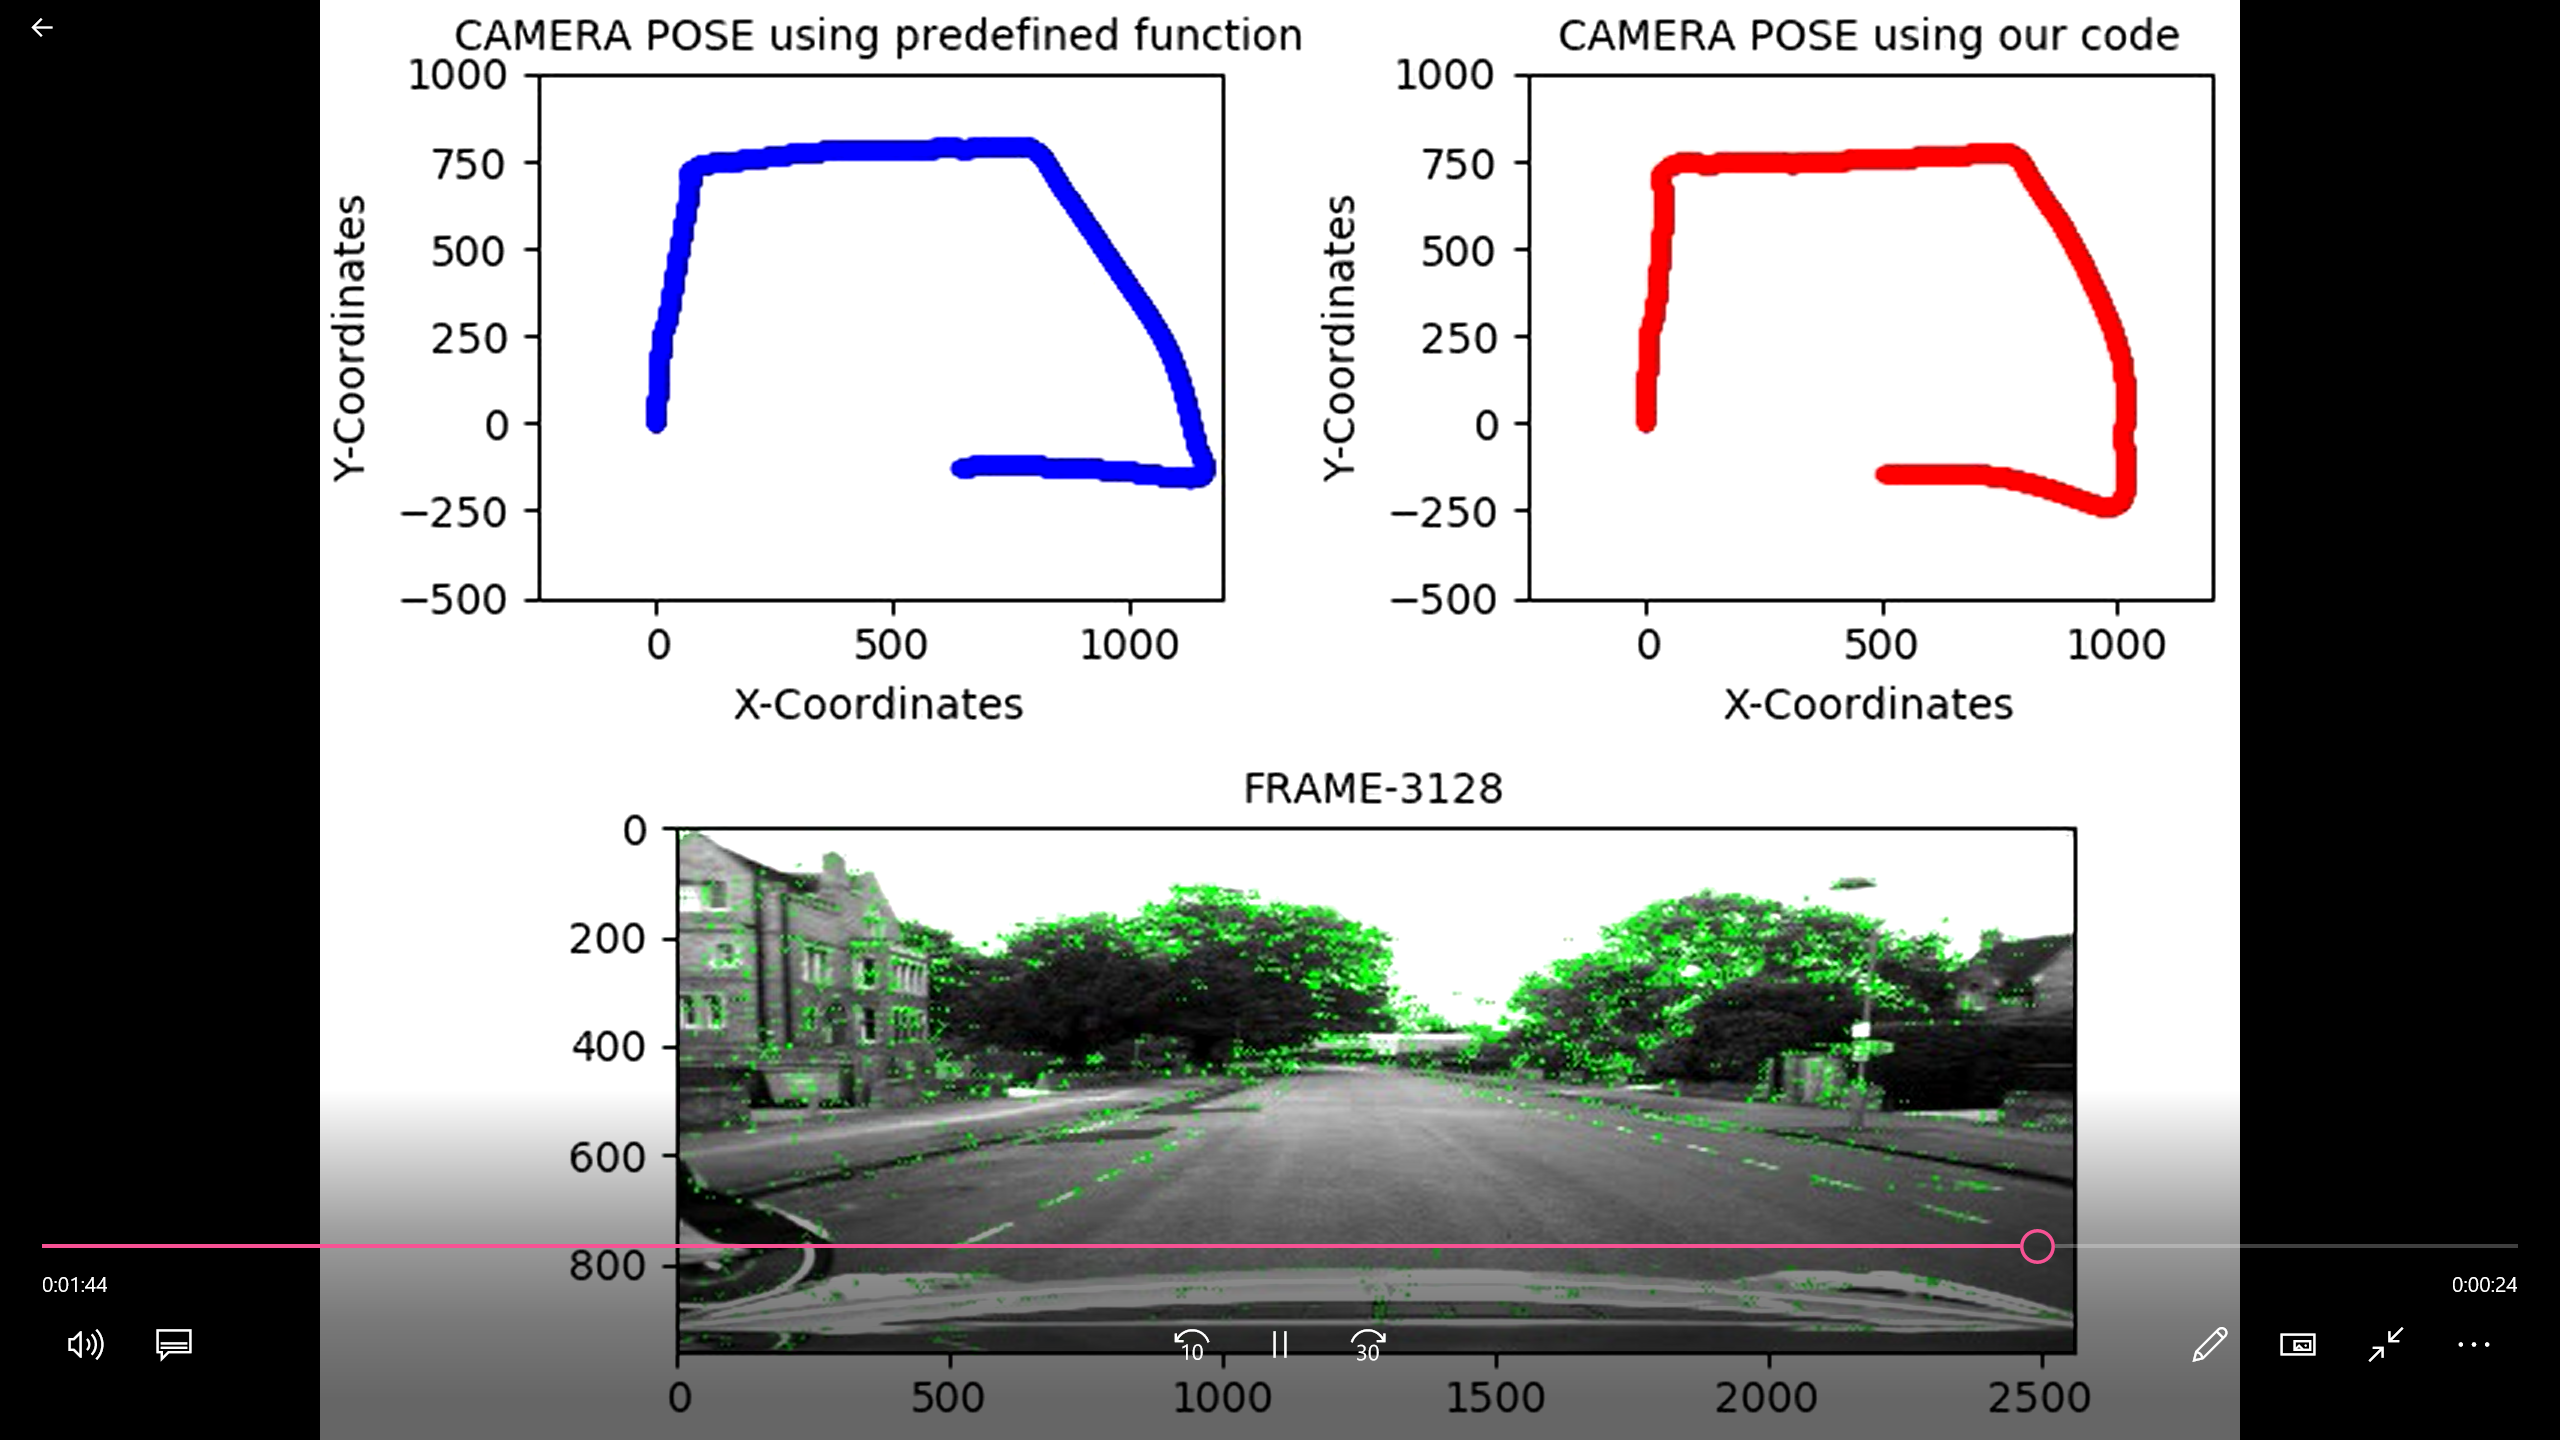 CAMERA POSE using predefined function
1000
750
500
250
0
−250
−500
Y-Coordinates
0 500 1000
X-Coordinates
CAMERA POSE using our code
1000
750
500
250
0
−250
−500
Y-Coordinates
0 500 1000
X-Coordinates
FRAME-3128
0
200
400
600
800
0 500 1000 1500 2000 2500
0:01:44
0:00:24
10
30